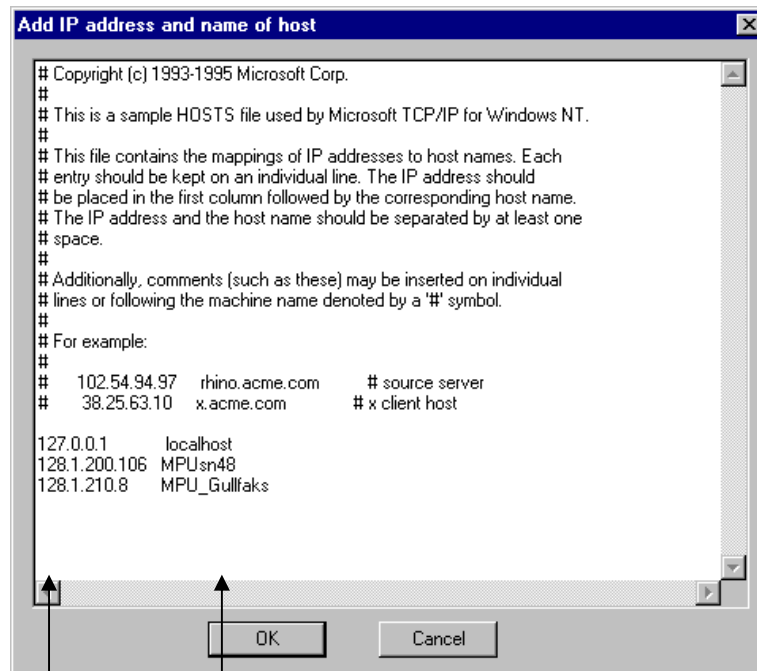 Add IP address and name of host
# Copyright (c) 1993-1995 Microsoft Corp.
#
# This is a sample HOSTS file used by Microsoft TCP/IP for Windows NT.
#
# This file contains the mappings of IP addresses to host names. Each
# entry should be kept on an individual line. The IP address should
# be placed in the first column followed by the corresponding host name.
# The IP address and the host name should be separated by at least one
# space.
#
# Additionally, comments (such as these) may be inserted on individual
# lines or following the machine name denoted by a '#' symbol.
#
# For example:
#
# 102.54.94.97 rhino.acme.com # source server
# 38.25.63.10 x.acme.com # x client host
127.0.0.1 localhost
128.1.200.106 MPUsn48
128.1.210.8 MPU_Gullfaks
OK Cancel